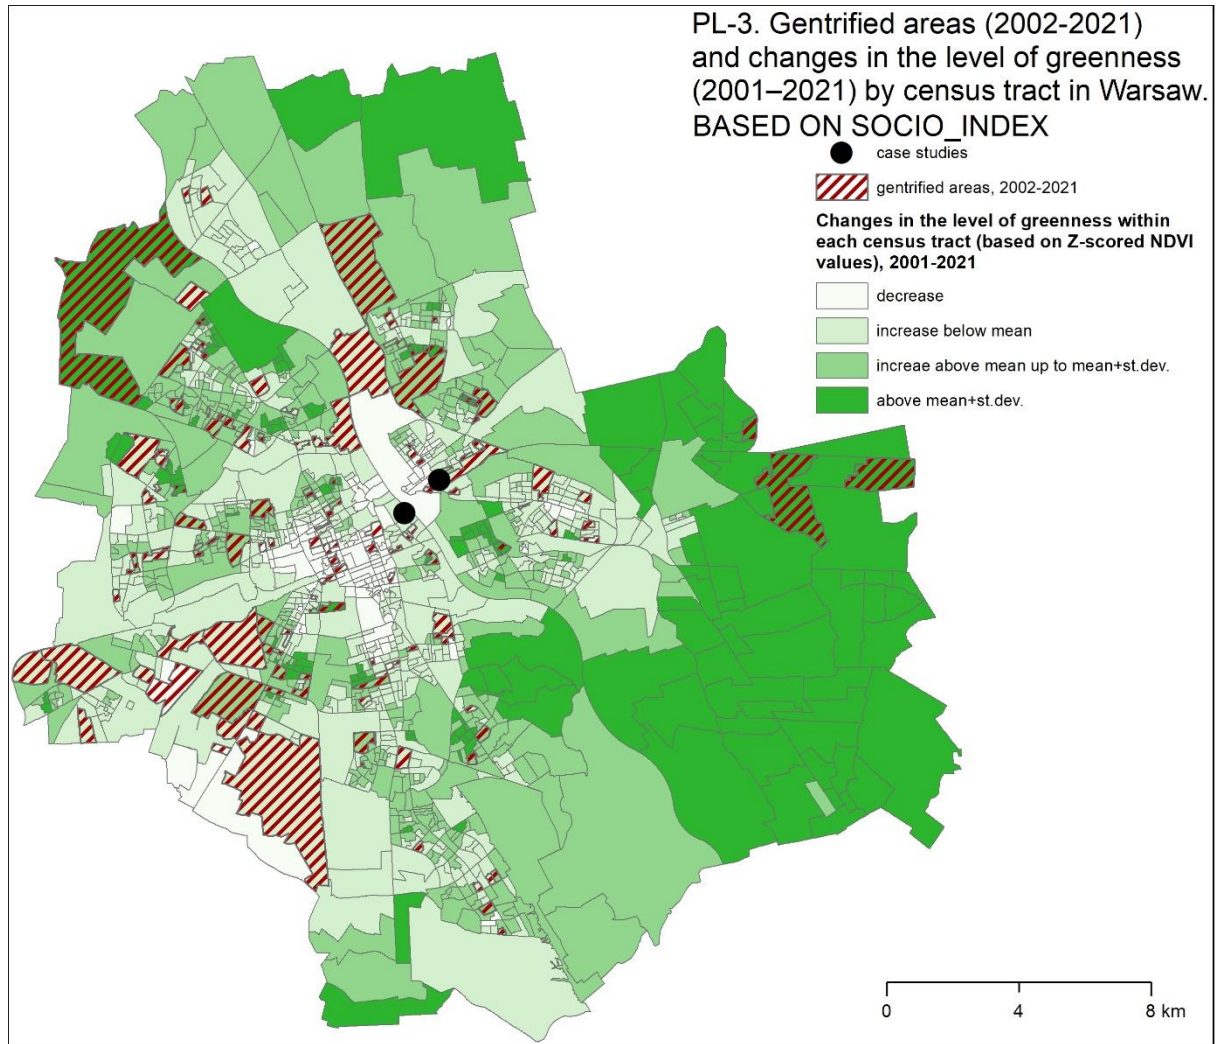 PL-3. Gentrified areas (2002-2021)
and changes in the level of greenness
(2001–2021) by census tract in Warsaw.
BASED ON SOCIO_INDEX
case studies
gentrified areas, 2002-2021
Changes in the level of greenness within
each census tract (based on Z-scored NDVI
values), 2001-2021
decrease
increase below mean
increae above mean up to mean+st.dev.
above mean+st.dev.
0 4 8 km